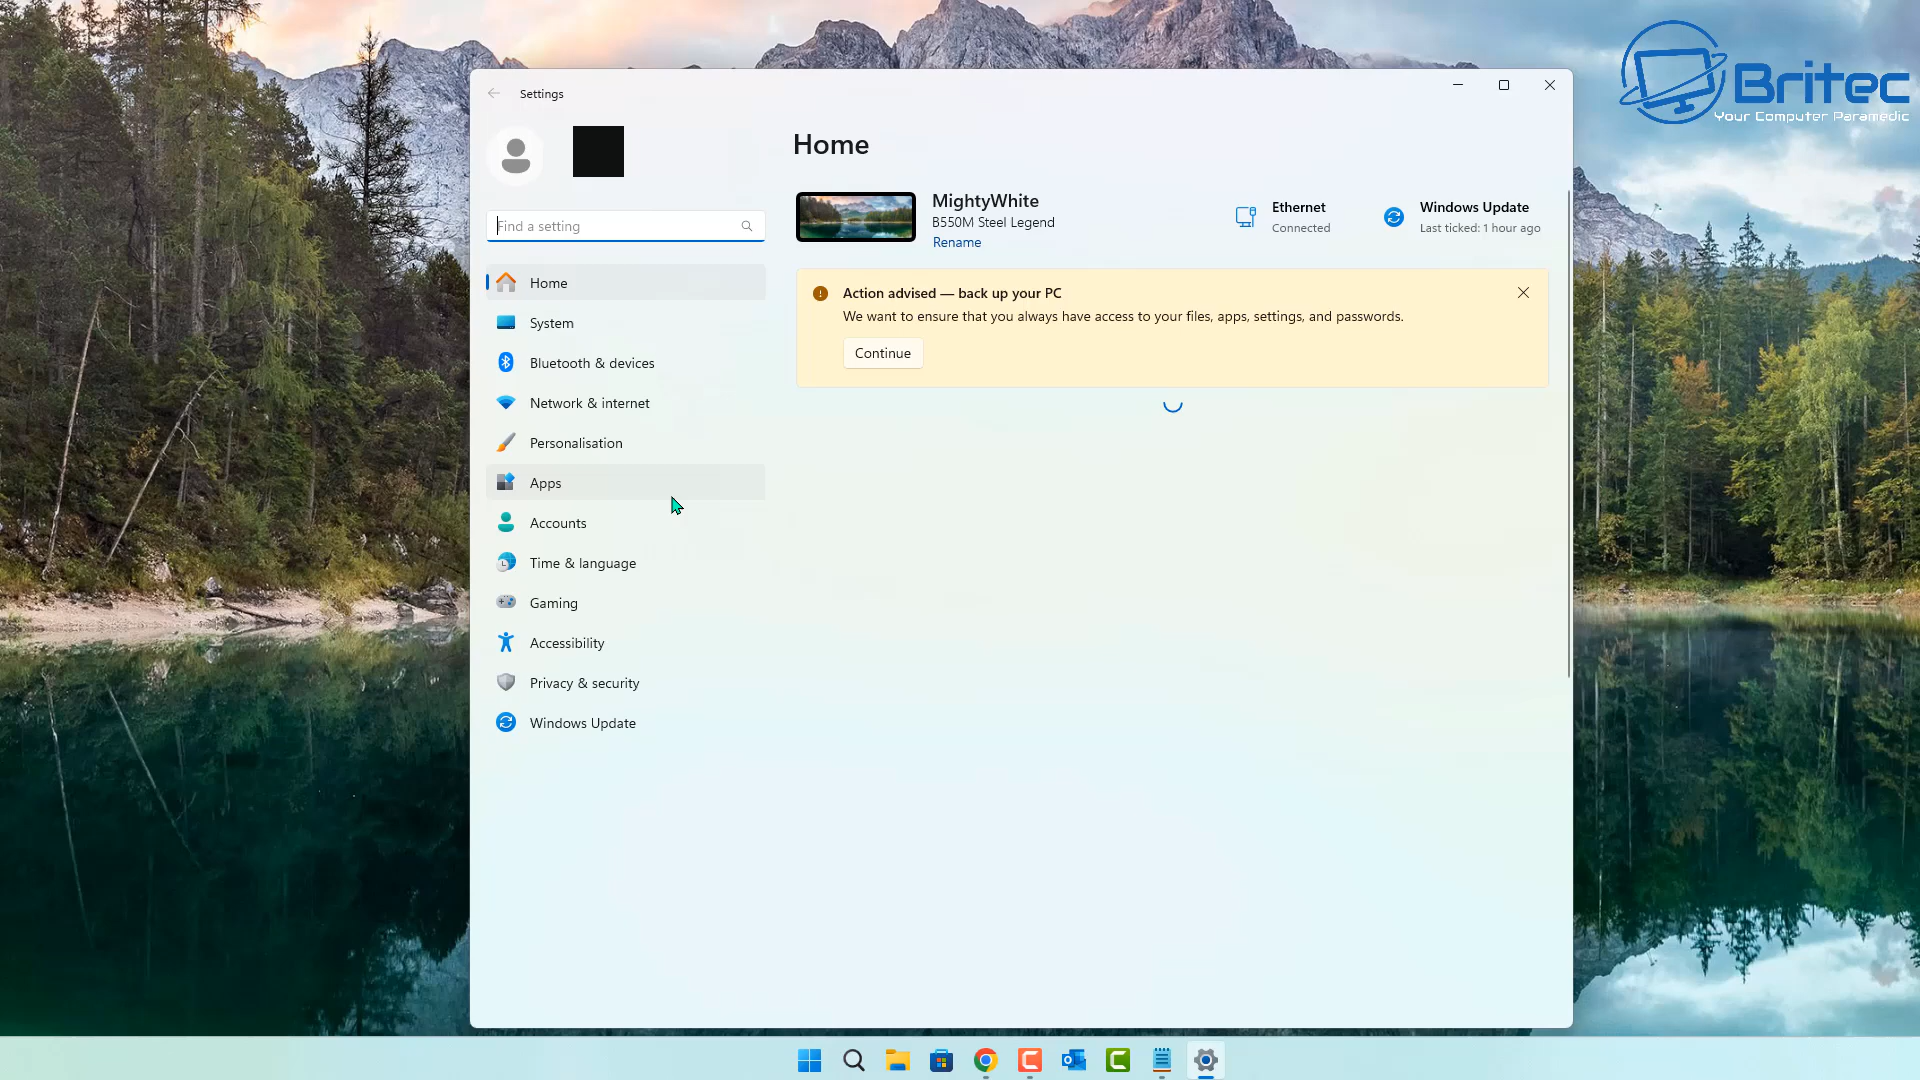 Britec
Your Computer Paramedic
Settings
Home
MightyWhite
B550M Steel Legend
Rename
Ethernet
Connected
Windows Update
Last ticked: 1 hour ago
Find a setting
Action advised — back up your PC
We want to ensure that you always have access to your files, apps, settings, and passwords.
Continue
Home
System
Bluetooth & devices
Network & internet
Personalisation
Apps
Accounts
Time & language
Gaming
Accessibility
Privacy & security
Windows Update